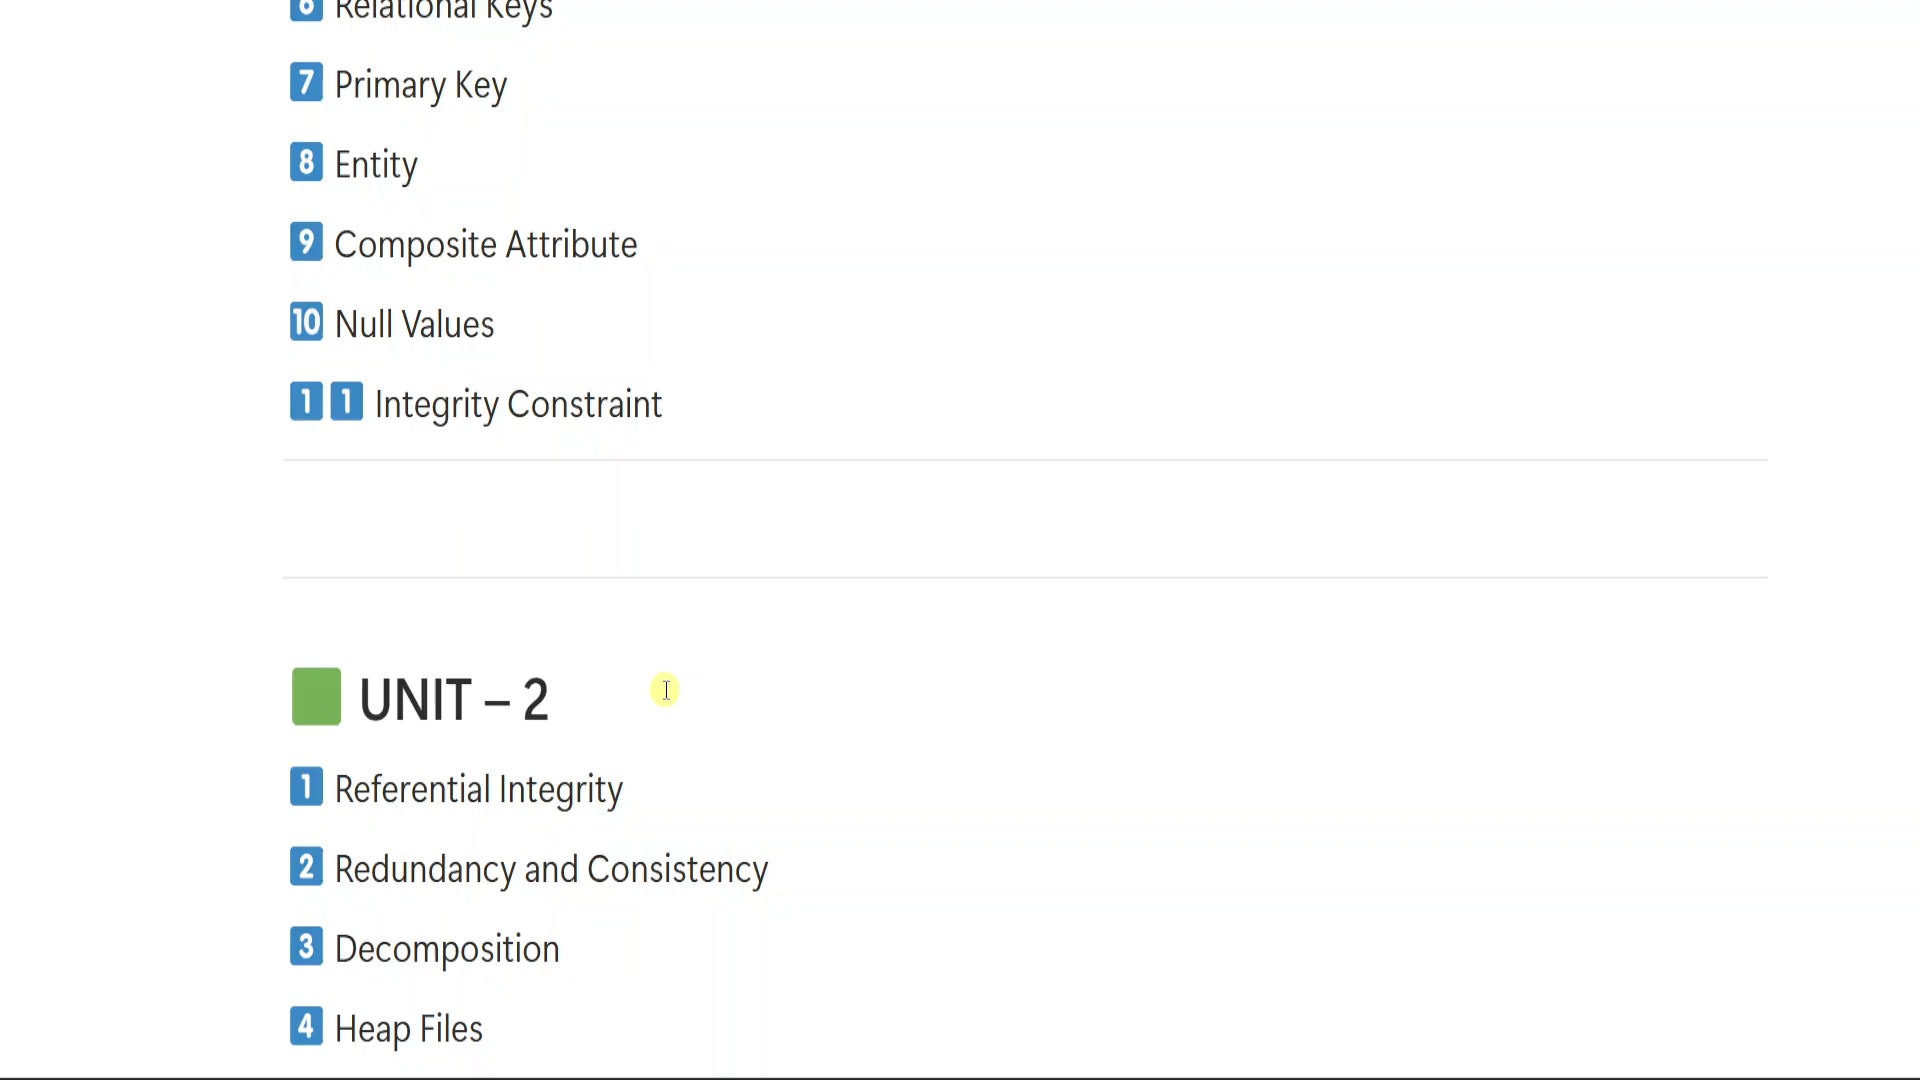 6 Relational Keys
7 Primary Key
8 Entity
9 Composite Attribute
10 Null Values
1 1 Integrity Constraint
UNIT – 2
1 Referential Integrity
2 Redundancy and Consistency
3 Decomposition
4 Heap Files